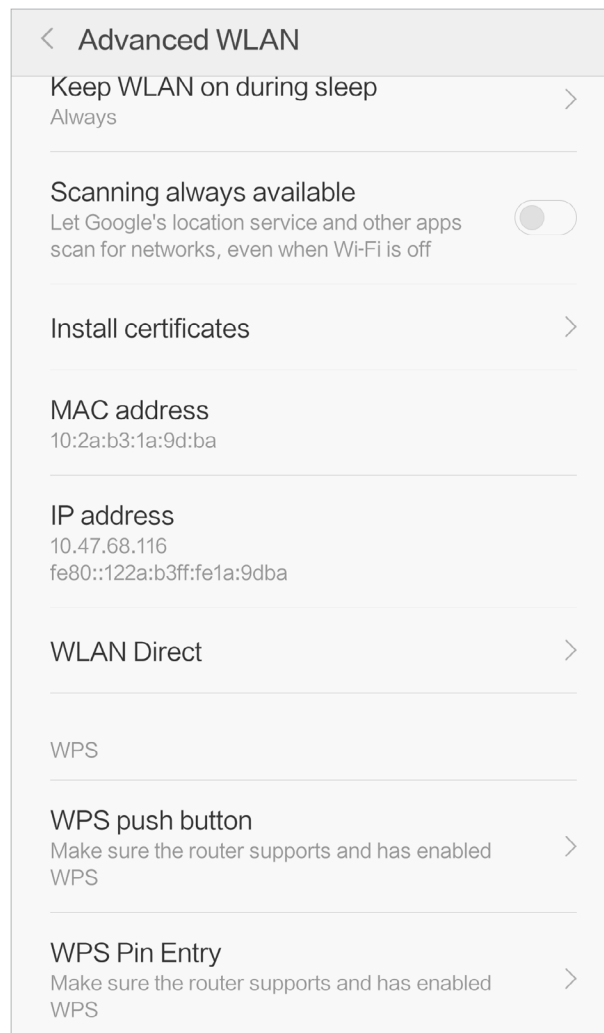 Advanced WLAN
Keep WLAN on during sleep
Always
Scanning always available
Let Google's location service and other apps
scan for networks, even when Wi-Fi is off
Install certificates
MAC address
10:2a:b3:1a:9d:ba
IP address
10.47.68.116
fe80::122a:b3ff:fe1a:9dba
WLAN Direct
WPS
WPS push button
Make sure the router supports and has enabled
WPS
WPS Pin Entry
Make sure the router supports and has enabled
WPS